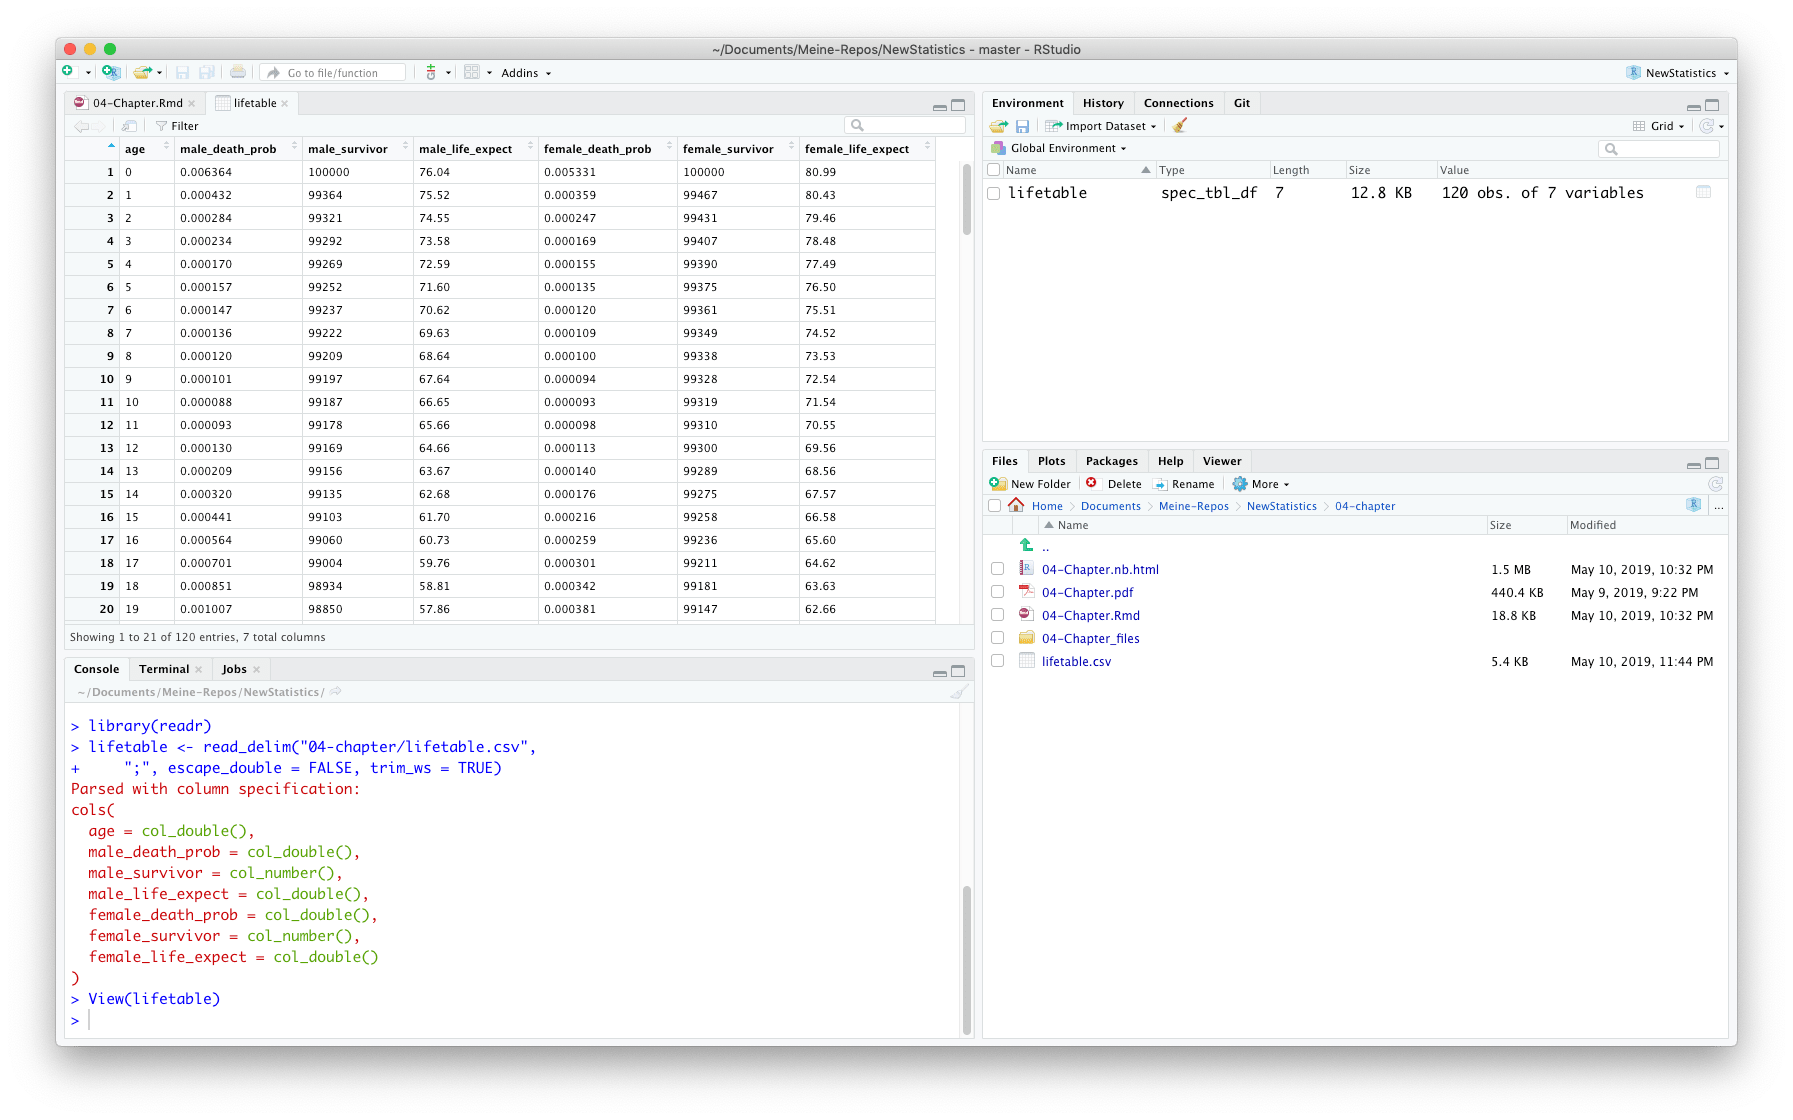 ~/Documents/Meine-Repos/NewStatistics - master - RStudio
Go to file/function Addins NewStatistics
04-Chapter.Rmd lifetable
Filter
age male_death_prob male_survivor male_life_expect female_death_prob female_survivor female_life_expect
1 0 0.006364 100000 76.04 0.005331 100000 80.99
2 1 0.000432 99364 75.52 0.000359 99467 80.43
3 2 0.000284 99321 74.55 0.000247 99431 79.46
4 3 0.000234 99292 73.58 0.000169 99407 78.48
5 4 0.000170 99269 72.59 0.000155 99390 77.49
6 5 0.000157 99252 71.60 0.000135 99375 76.50
7 6 0.000147 99237 70.62 0.000120 99361 75.51
8 7 0.000136 99222 69.63 0.000109 99349 74.52
9 8 0.000120 99209 68.64 0.000100 99338 73.53
10 9 0.000101 99197 67.64 0.000094 99328 72.54
11 10 0.000088 99187 66.65 0.000093 99319 71.54
12 11 0.000093 99178 65.66 0.000098 99310 70.55
13 12 0.000130 99169 64.66 0.000113 99300 69.56
14 13 0.000209 99156 63.67 0.000140 99289 68.56
15 14 0.000320 99135 62.68 0.000176 99275 67.57
16 15 0.000441 99103 61.70 0.000216 99258 66.58
17 16 0.000564 99060 60.73 0.000259 99236 65.60
18 17 0.000701 99004 59.76 0.000301 99211 64.62
19 18 0.000851 98934 58.81 0.000342 99181 63.63
20 19 0.001007 98850 57.86 0.000381 99147 62.66
Showing 1 to 21 of 120 entries, 7 total columns
Console Terminal Jobs
~/Documents/Meine-Repos/NewStatistics/
> library(readr)
> lifetable <- read_delim("04-chapter/lifetable.csv",
+     ";", escape_double = FALSE, trim_ws = TRUE)
Parsed with column specification:
cols(
  age = col_double(),
  male_death_prob = col_double(),
  male_survivor = col_number(),
  male_life_expect = col_double(),
  female_death_prob = col_double(),
  female_survivor = col_number(),
  female_life_expect = col_double()
)
> View(lifetable)
>
Environment History Connections Git
Import Dataset Grid
Global Environment
Name Type Length Size Value
lifetable spec_tbl_df 7 12.8 KB 120 obs. of 7 variables
Files Plots Packages Help Viewer
New Folder Delete Rename More
Home Documents Meine-Repos NewStatistics 04-chapter ...
Name Size Modified
..
04-Chapter.nb.html 1.5 MB May 10, 2019, 10:32 PM
04-Chapter.pdf 440.4 KB May 9, 2019, 9:22 PM
04-Chapter.Rmd 18.8 KB May 10, 2019, 10:32 PM
04-Chapter_files
lifetable.csv 5.4 KB May 10, 2019, 11:44 PM